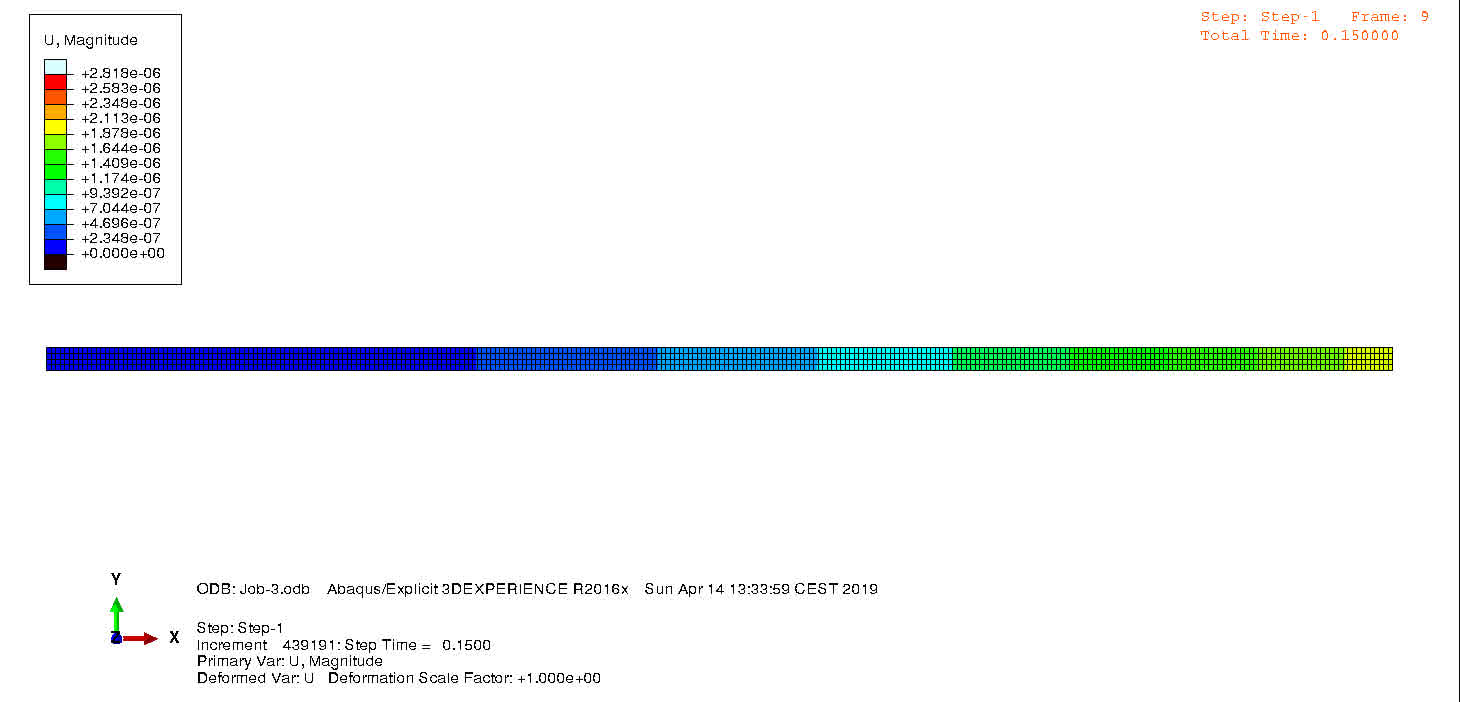 Step: Step-1 Frame: 9
Total Time: 0.150000
U, Magnitude
+2.818e-06
+2.583e-06
+2.348e-06
+2.113e-06
+1.878e-06
+1.644e-06
+1.409e-06
+1.174e-06
+9.392e-07
+7.044e-07
+4.696e-07
+2.348e-07
+0.000e+00
Y
Z
X
ODB: Job-3.odb Abaqus/Explicit 3DEXPERIENCE R2016x Sun Apr 14 13:33:59 CEST 2019
Step: Step-1
Increment 439191: Step Time = 0.1500
Primary Var: U, Magnitude
Deformed Var: U Deformation Scale Factor: +1.000e+00